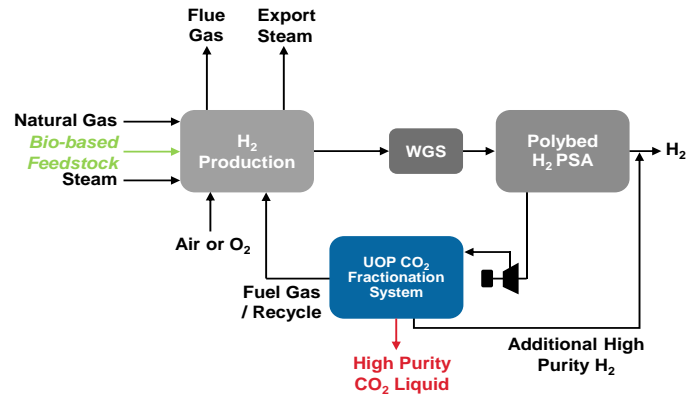 Flue
Gas
Export
Steam
Natural Gas
Bio-based
Feedstock
Steam
H₂
Production
WGS
Polybed
H₂ PSA
H₂
Air or O₂
UOP CO₂
Fractionation
System
Fuel Gas
/ Recycle
High Purity
CO₂ Liquid
Additional High
Purity H₂